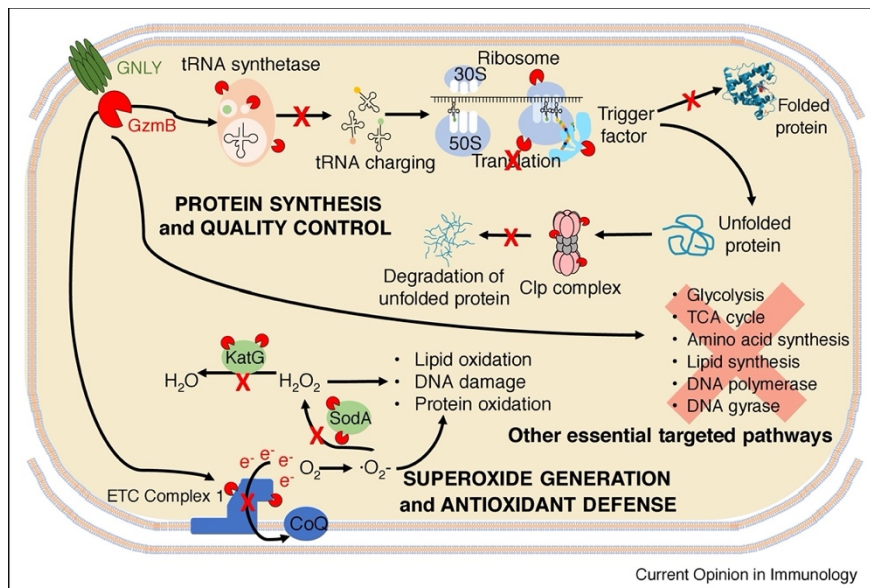 GNLY
GzmB
tRNA synthetase
tRNA charging
Ribosome
30S
50S
Translation
Trigger
factor
Folded
protein
PROTEIN SYNTHESIS
and QUALITY CONTROL
Unfolded
protein
Clp complex
Degradation of
unfolded protein
• Glycolysis
• TCA cycle
• Amino acid synthesis
• Lipid synthesis
• DNA polymerase
• DNA gyrase
Other essential targeted pathways
KatG
H2O
H2O2
• Lipid oxidation
• DNA damage
• Protein oxidation
SodA
e- e- e- e-
O2
·O2-
SUPEROXIDE GENERATION
and ANTIOXIDANT DEFENSE
ETC Complex 1
CoQ
Current Opinion in Immunology